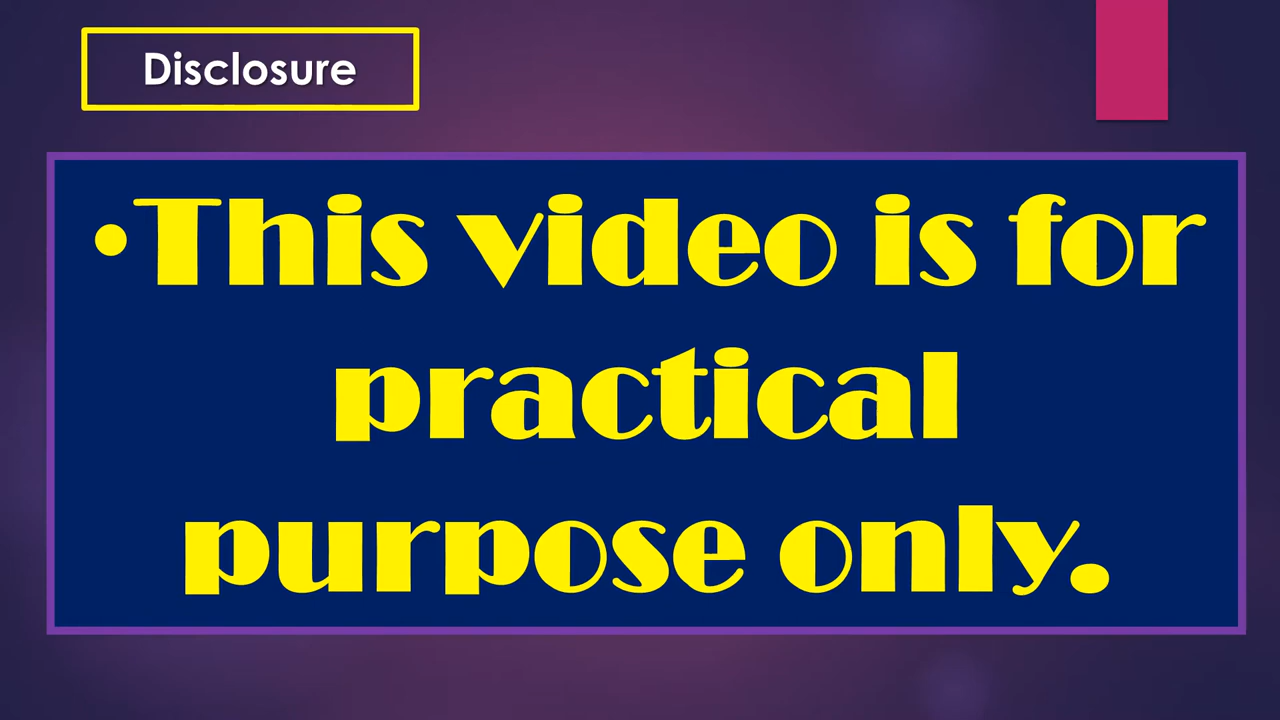 Disclosure
•This video is for
practical
purpose only.